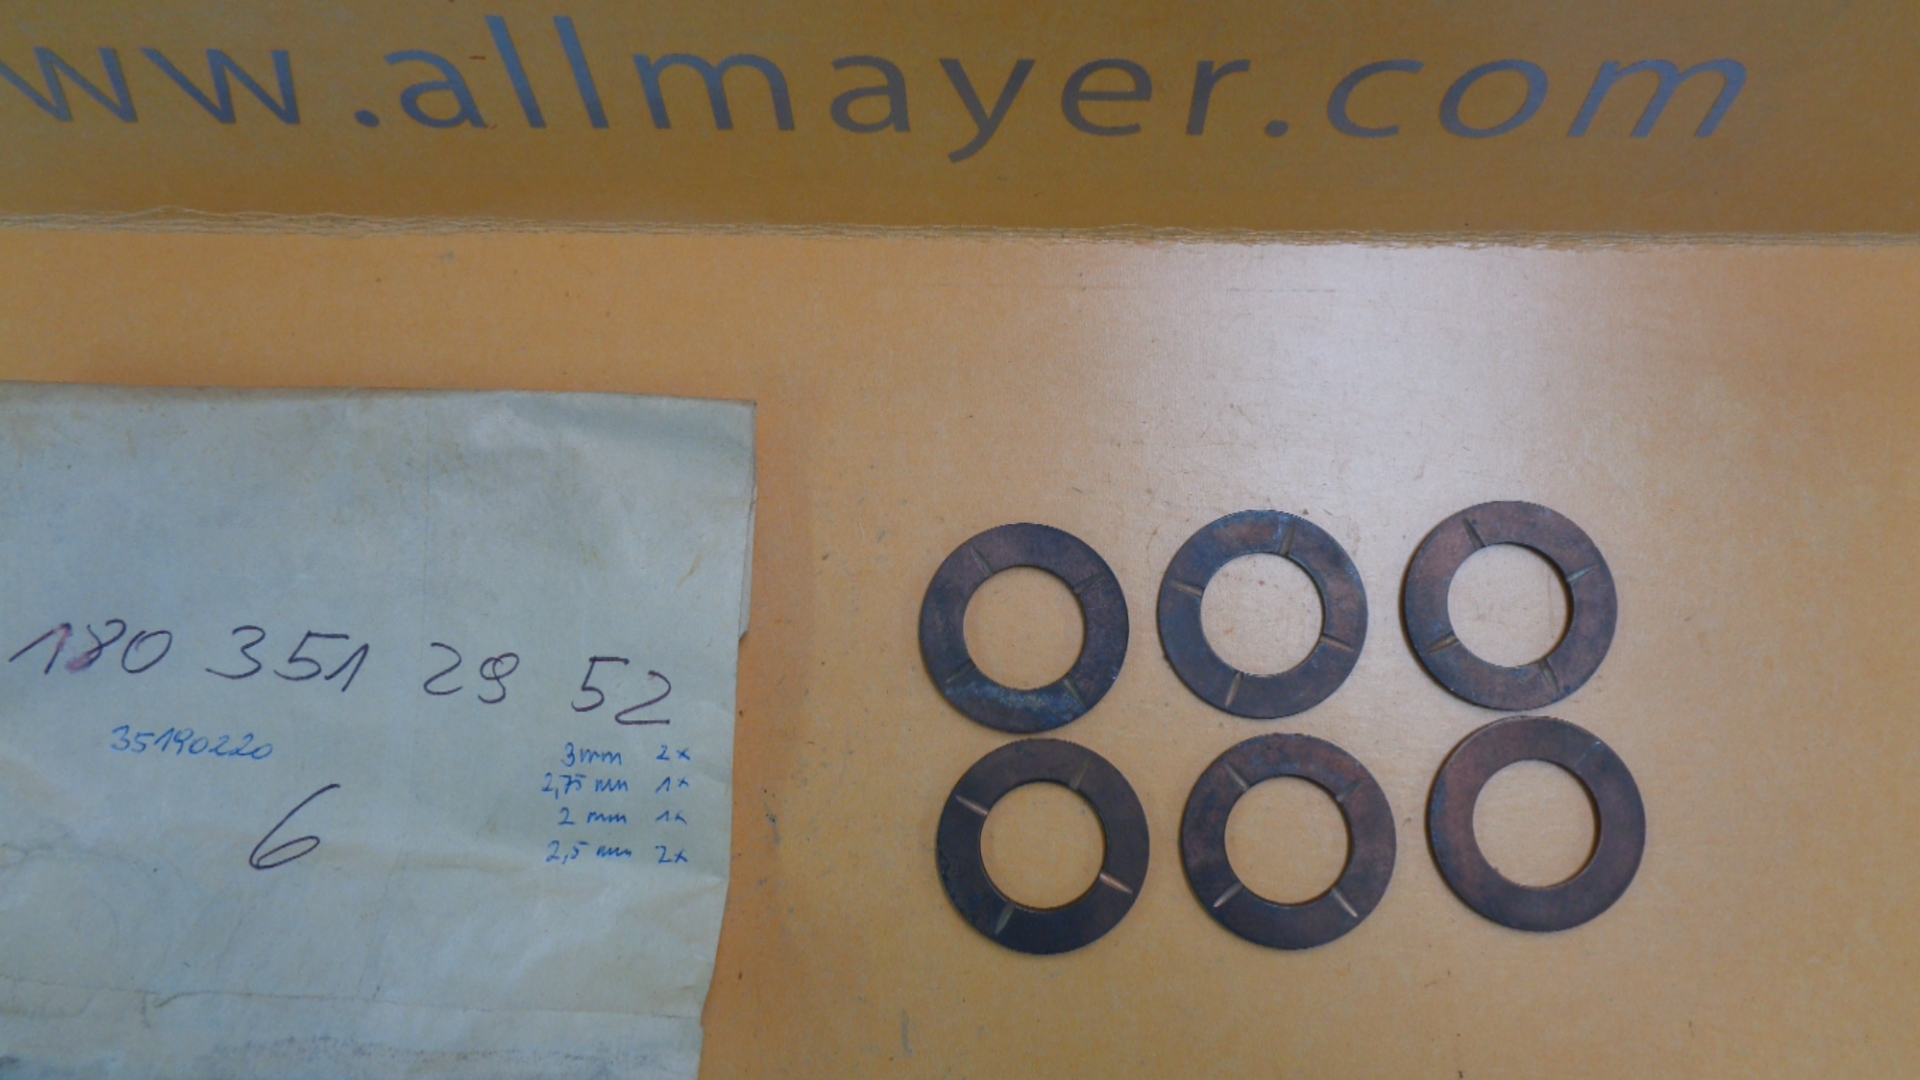 ww.allmayer.com
180 351 29 52
35190220
6
3mm 2x
2,75 mm 1x
2 mm 1x
2,5 mm 2x